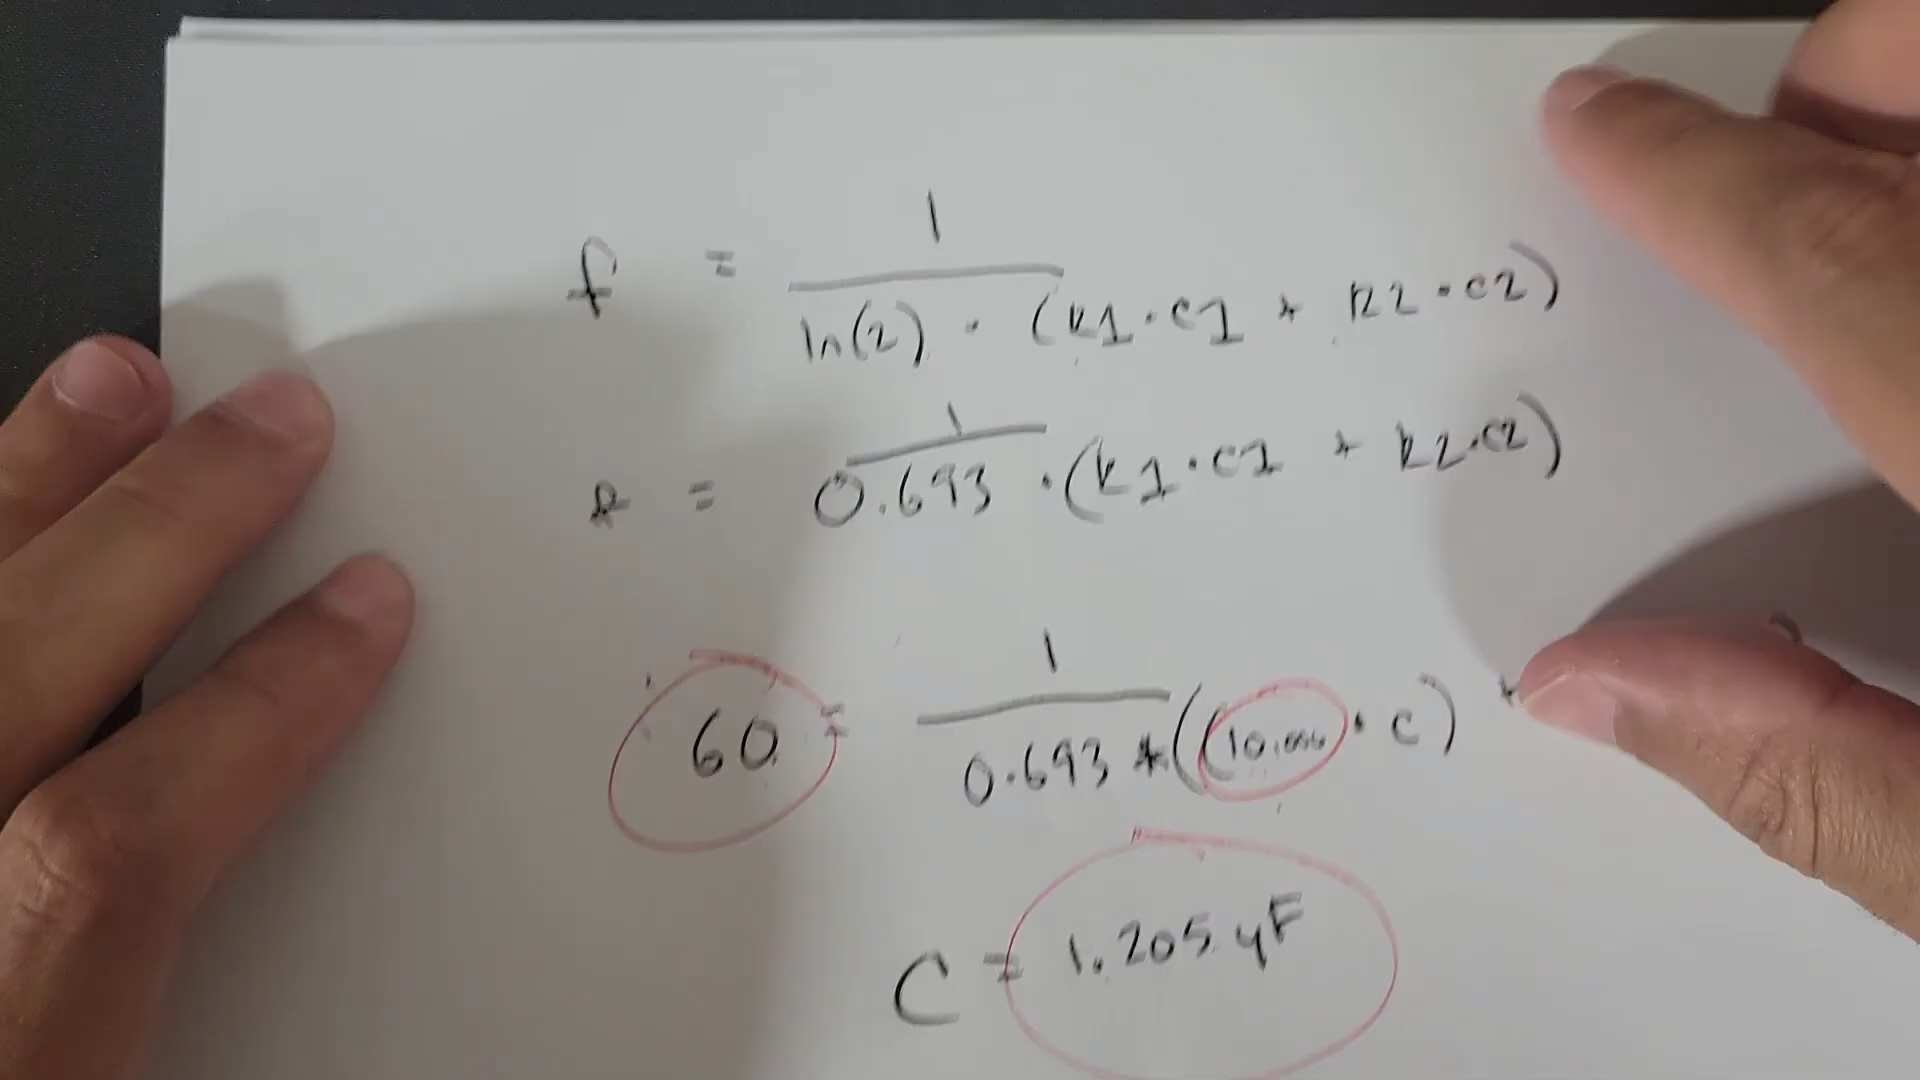 f = 1 / ln(2) · (R1·C1 + R2·C2)
= 1 / 0.693 · (R1·C1 + R2·C2)
60 = 1 / 0.693 * ((10,000 · C) +
C = 1.205 µF